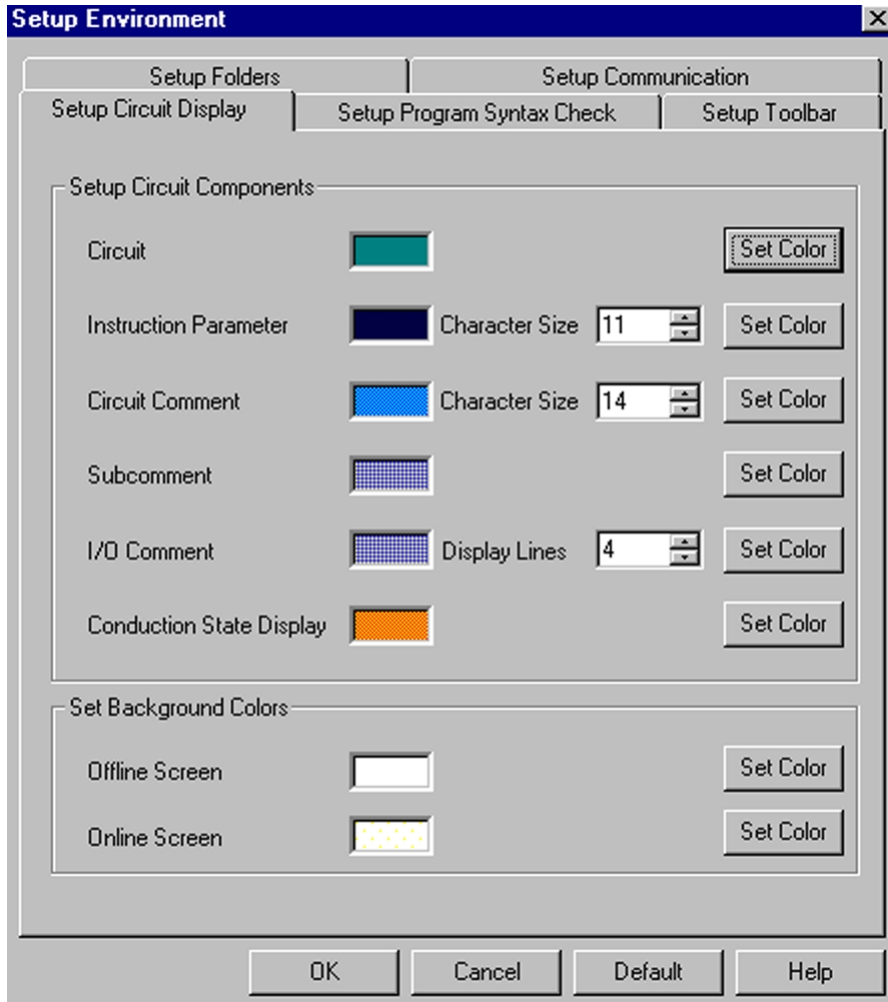 Setup Environment
Setup Folders
Setup Communication
Setup Circuit Display
Setup Program Syntax Check
Setup Toolbar
Setup Circuit Components
Circuit
Set Color
Instruction Parameter
Character Size
11
Set Color
Circuit Comment
Character Size
14
Set Color
Subcomment
Set Color
I/O Comment
Display Lines
4
Set Color
Conduction State Display
Set Color
Set Background Colors
Offline Screen
Set Color
Online Screen
Set Color
OK
Cancel
Default
Help